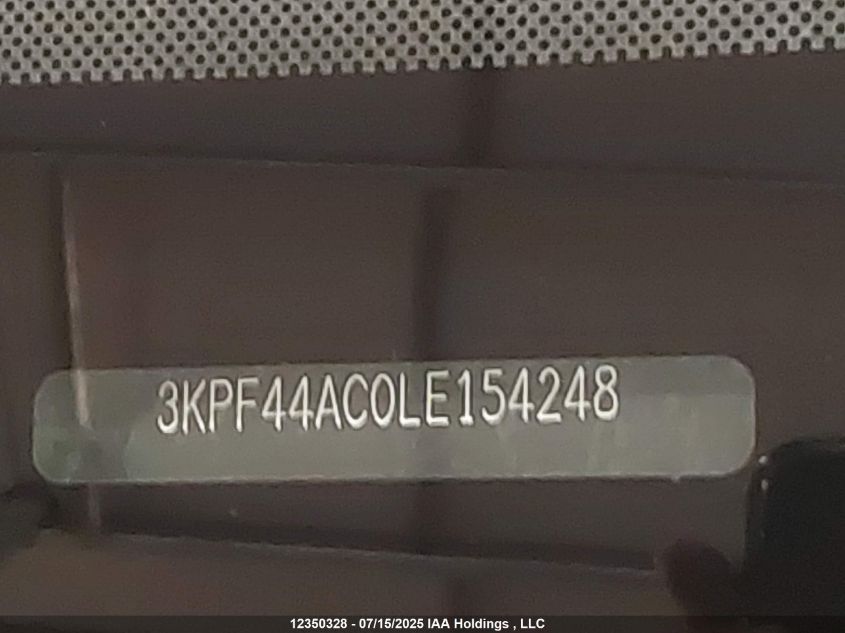 3KPF44AC0LE154248
12350328 - 07/15/2025 IAA Holdings , LLC